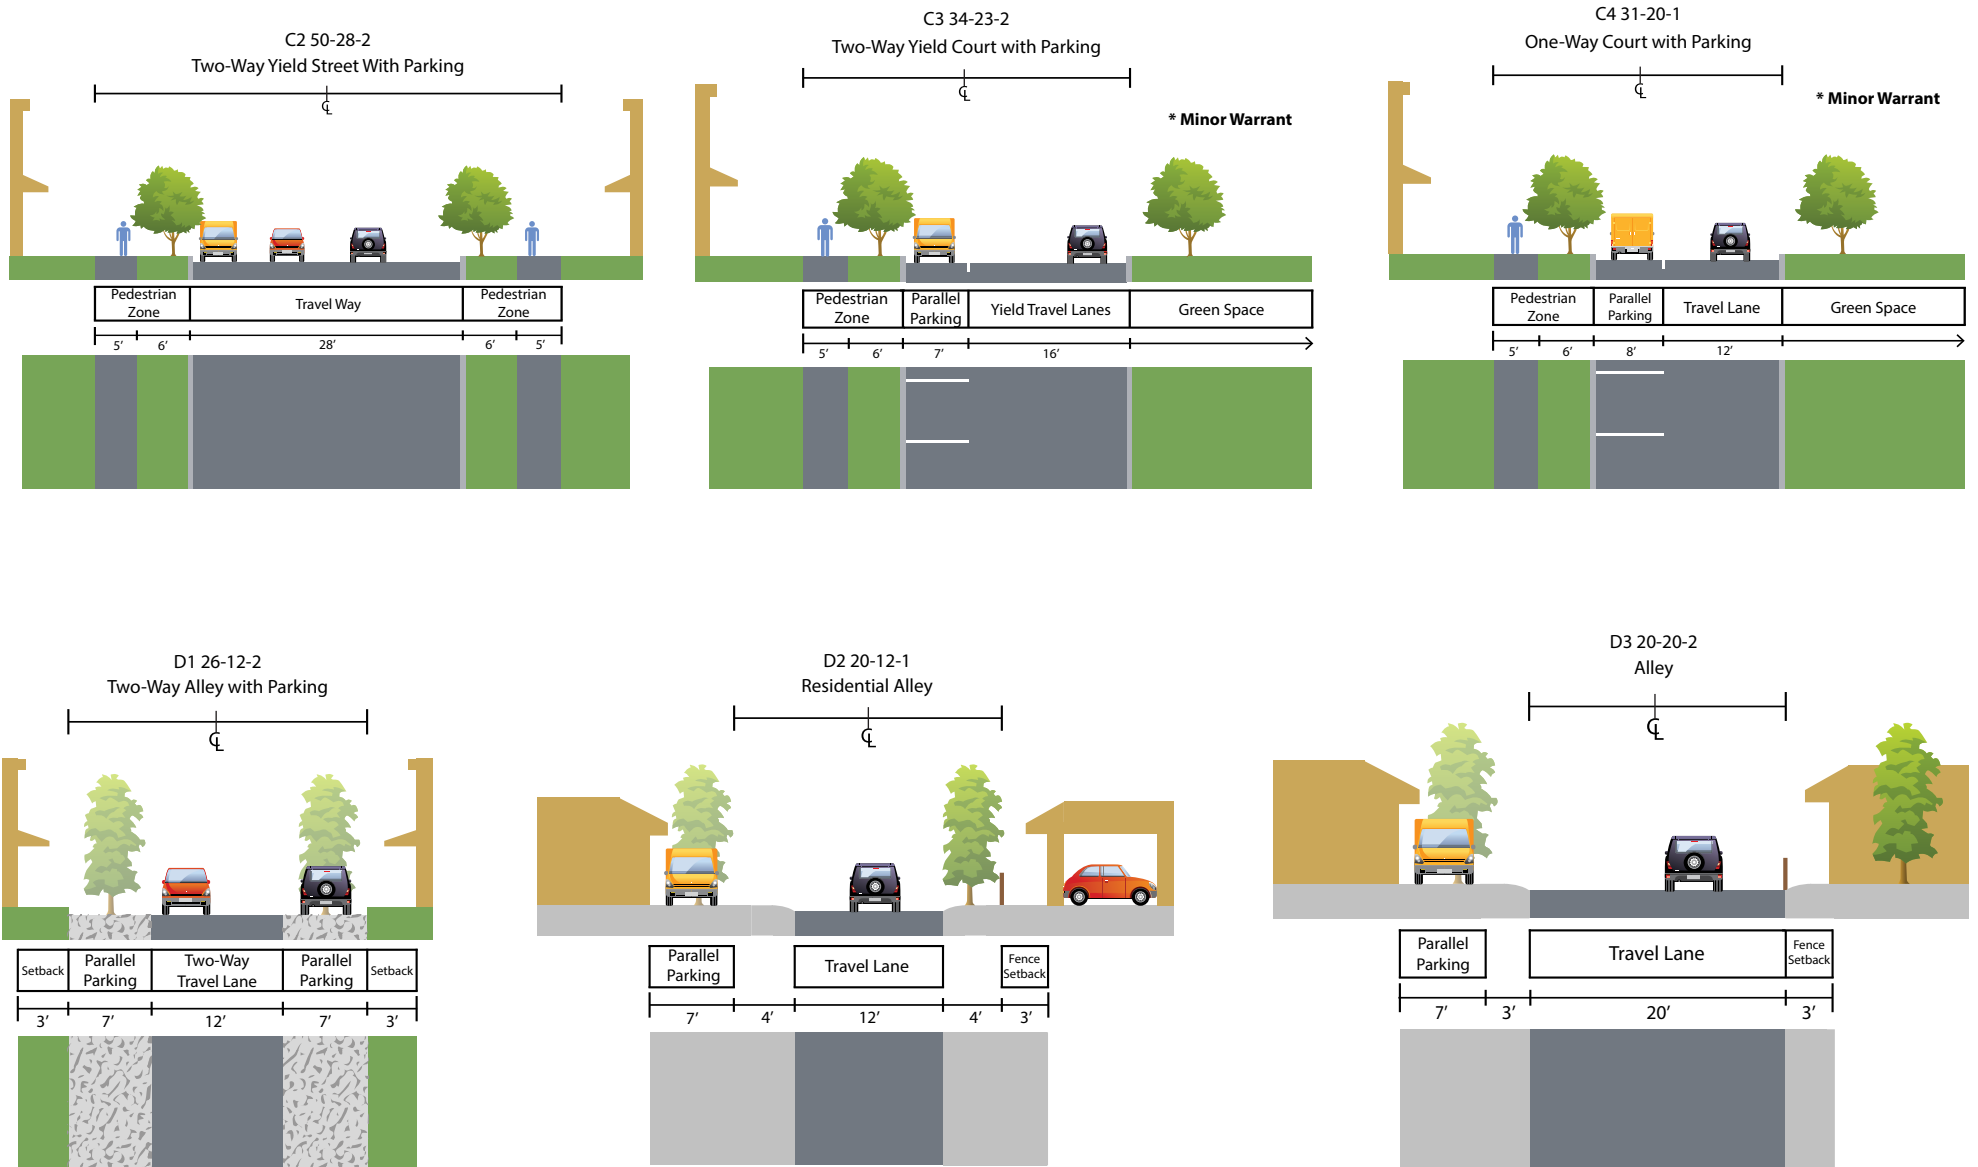 C2 50-28-2
Two-Way Yield Street With Parking
℄
Pedestrian
Zone
Travel Way
Pedestrian
Zone
5′
6′
28′
6′
5′
C3 34-23-2
Two-Way Yield Court with Parking
℄
* Minor Warrant
Pedestrian
Zone
Parallel
Parking
Yield Travel Lanes
Green Space
5′
6′
7′
16′
C4 31-20-1
One-Way Court with Parking
℄
* Minor Warrant
Pedestrian
Zone
Parallel
Parking
Travel Lane
Green Space
5′
6′
8′
12′
D1 26-12-2
Two-Way Alley with Parking
℄
Setback
Parallel
Parking
Two-Way
Travel Lane
Parallel
Parking
Setback
3′
7′
12′
7′
3′
D2 20-12-1
Residential Alley
℄
Parallel
Parking
Travel Lane
Fence
Setback
7′
4′
12′
4′
3′
D3 20-20-2
Alley
℄
Parallel
Parking
Travel Lane
Fence
Setback
7′
3′
20′
3′